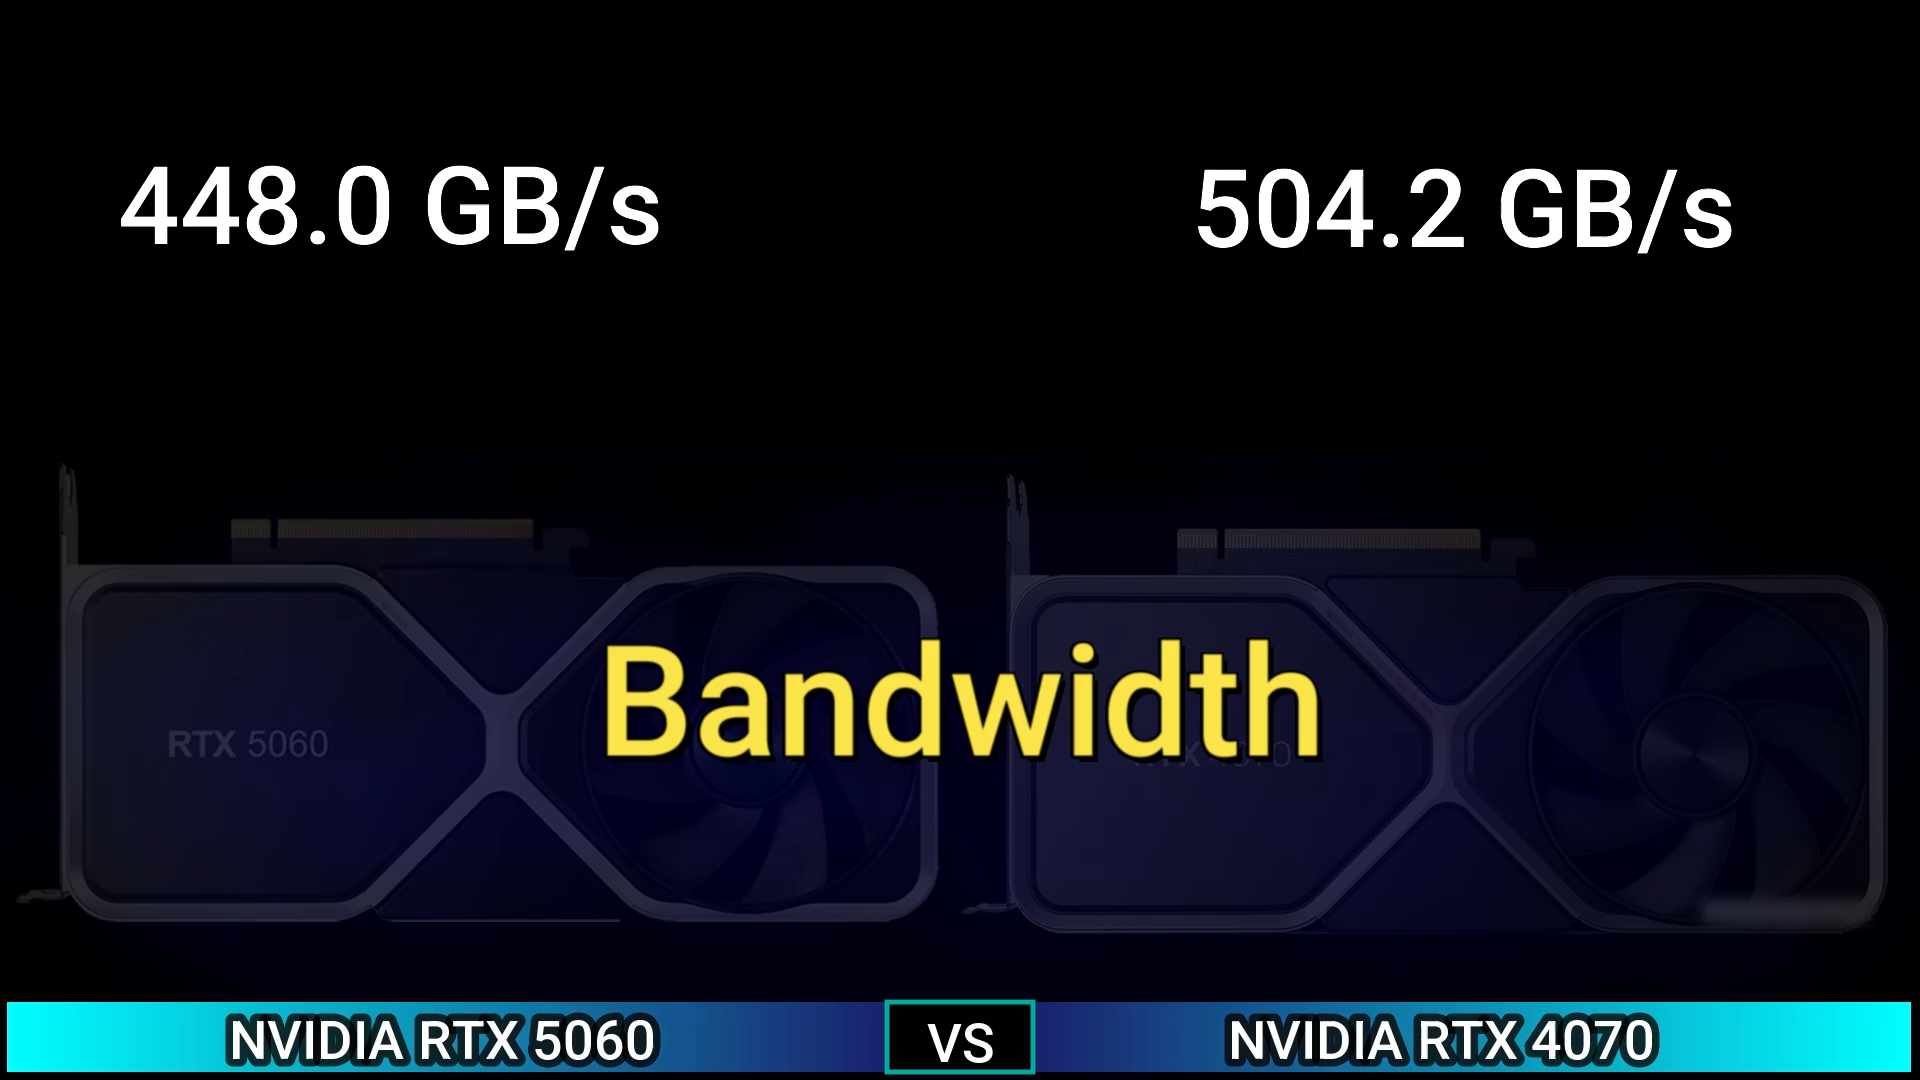 448.0 GB/s
504.2 GB/s
Bandwidth
RTX 5060
NVIDIA RTX 5060
VS
NVIDIA RTX 4070